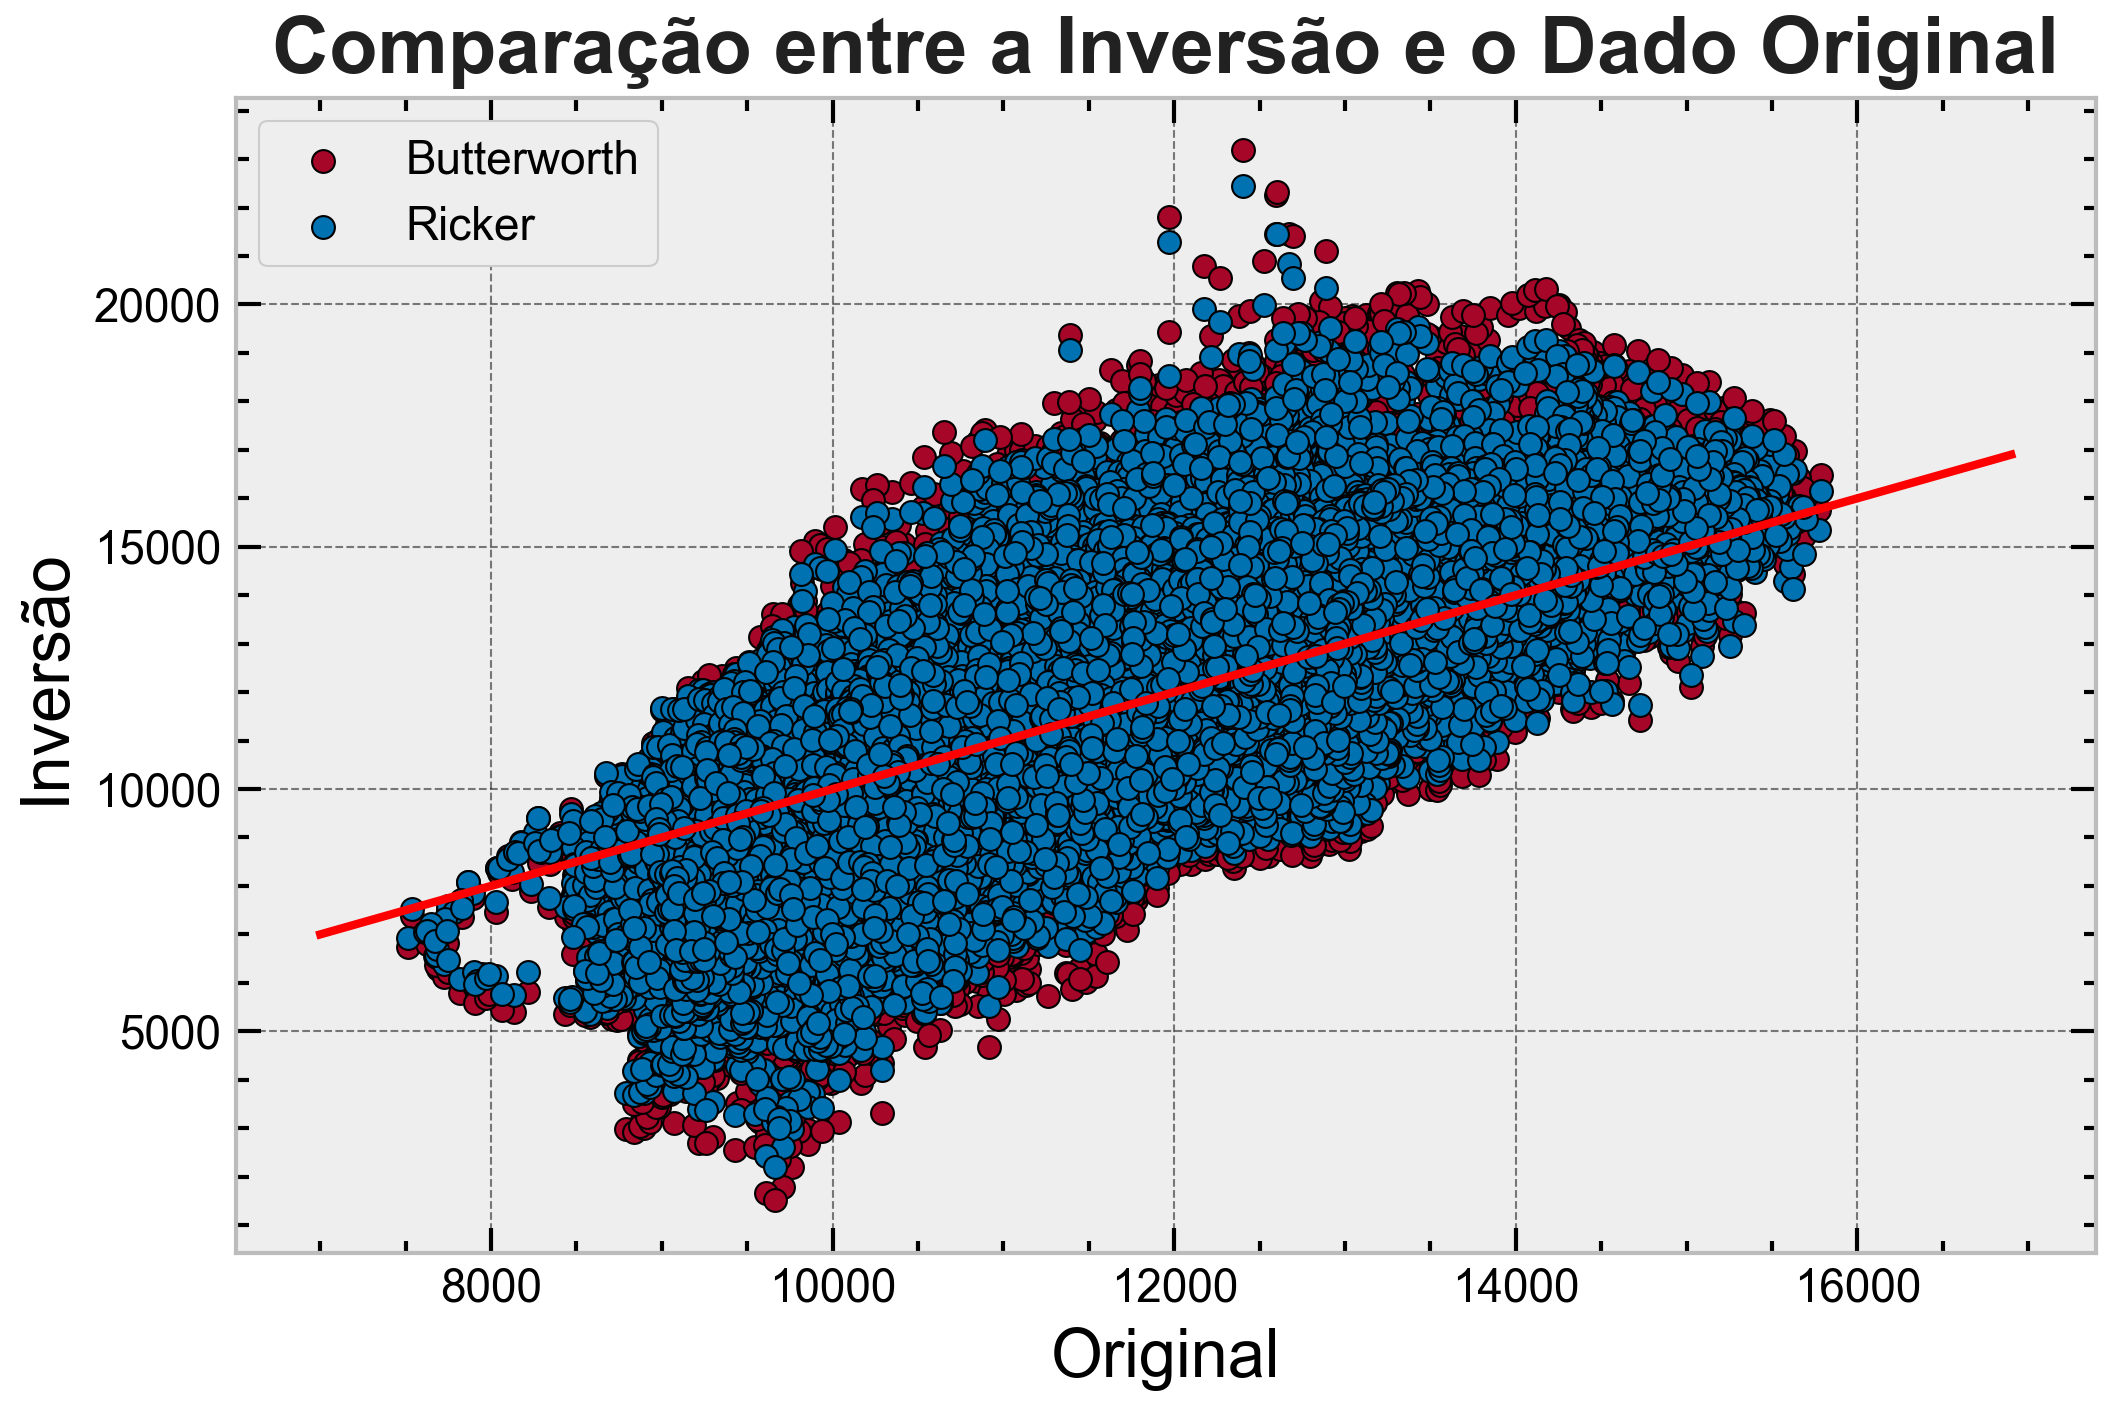 Comparação entre a Inversão e o Dado Original
Butterworth
Ricker
20000
15000
10000
5000
Inversão
8000
10000
12000
14000
16000
Original